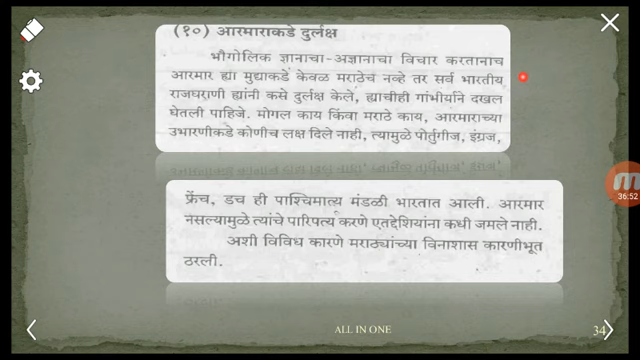 (१०) आरमाराकडे दुर्लक्ष
भौगोलिक ज्ञानाचा-अज्ञानाचा विचार करतानाच
आरमार ह्या मुद्याकडे केवळ मराठेच नव्हे तर सर्व भारतीय
राजघराणी ह्यांनी कसे दुर्लक्ष केले, ह्याचीही गांभीर्याने दखल
घेतली पाहिजे. मोगल काय किंवा मराठे काय, आरमाराच्या
उभारणीकडे कोणीच लक्ष दिले नाही, त्यामुळे पोर्तुगीज, इंग्रज,
फ्रेंच, डच ही पाश्चिमात्य मंडळी भारतात आली. आरमार
नसल्यामुळे त्यांचे पारिपत्य करणे एतद्देशियांना कधी जमले नाही.
अशी विविध कारणे मराठ्यांच्या विनाशास कारणीभूत
ठरली.
36:52
ALL IN ONE
34